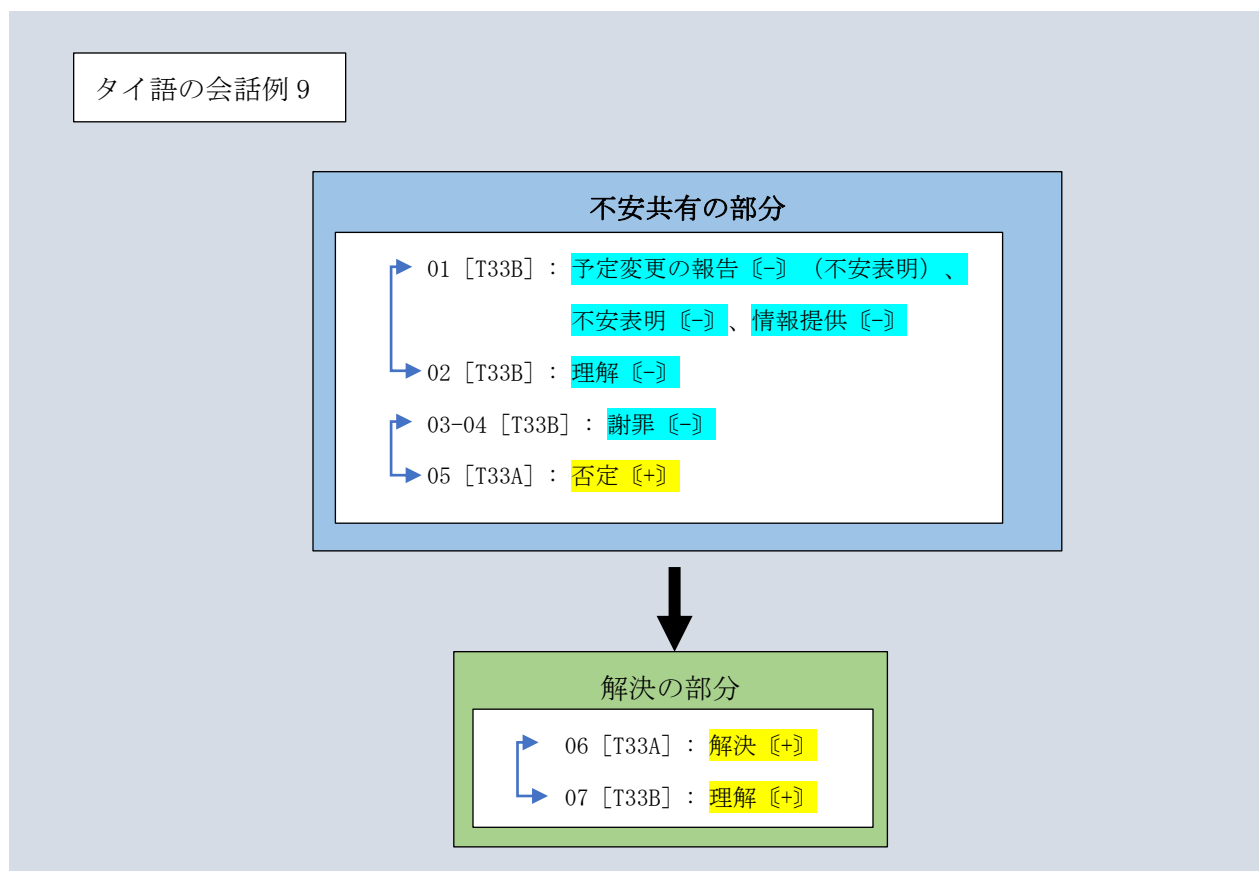 タイ語の会話例 9
不安共有の部分
01［T33B］：予定変更の報告〔-〕（不安表明）、
不安表明〔-〕、情報提供〔-〕
02［T33B］：理解〔-〕
03-04［T33B］：謝罪〔-〕
05［T33A］：否定〔+〕
解決の部分
06［T33A］：解決〔+〕
07［T33B］：理解〔+〕